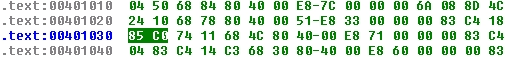 .text:00401010 04 50 68 84 80 40 00 E8-7C 00 00 00 6A 08 8D 4C
.text:00401020 24 10 68 78 80 40 00 51-E8 33 00 00 00 83 C4 18
.text:00401030 85 C0 74 11 68 4C 80 40-00 E8 71 00 00 00 83 C4
.text:00401040 04 83 C4 14 C3 68 30 80-40 00 E8 60 00 00 00 83